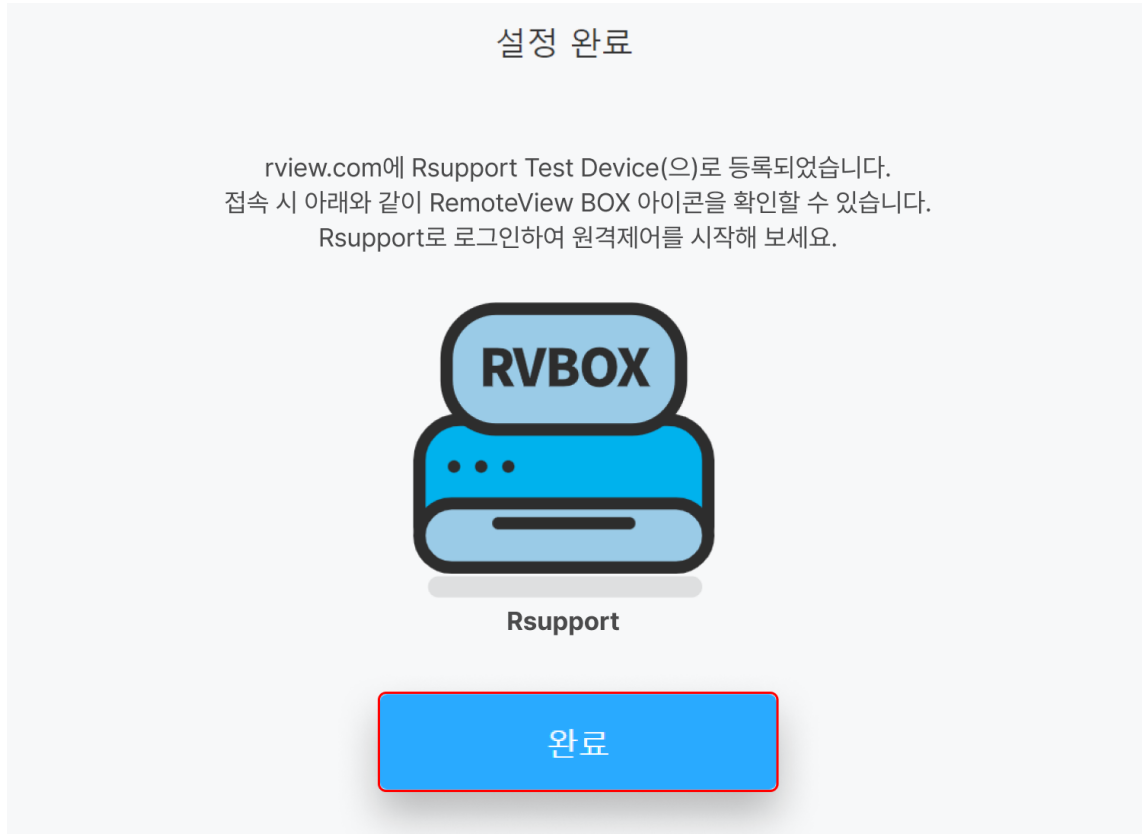 설정 완료
rview.com에 Rsupport Test Device(으)로 등록되었습니다.
접속 시 아래와 같이 RemoteView BOX 아이콘을 확인할 수 있습니다.
Rsupport로 로그인하여 원격제어를 시작해 보세요.
RVBOX
Rsupport
완료